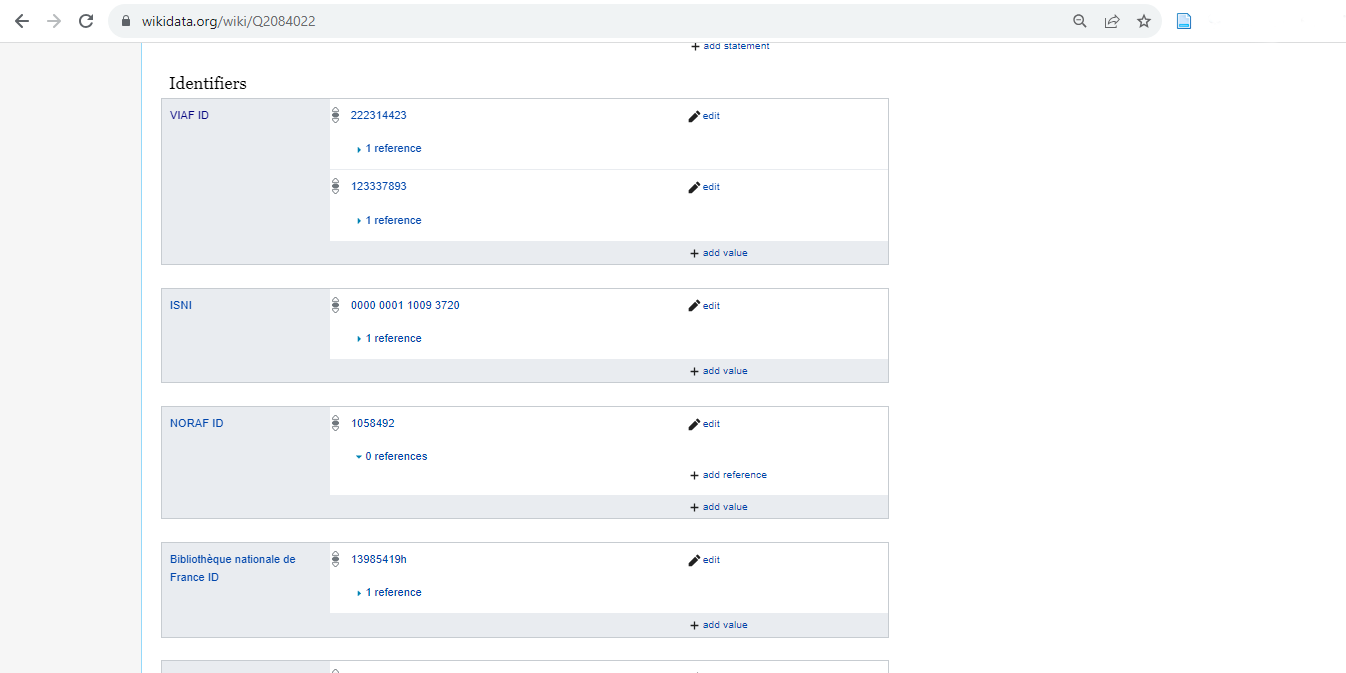 wikidata.org/wiki/Q2084022
+ add statement
Identifiers
VIAF ID
222314423
edit
1 reference
123337893
edit
1 reference
+ add value
ISNI
0000 0001 1009 3720
edit
1 reference
+ add value
NORAF ID
1058492
edit
0 references
+ add reference
+ add value
Bibliothèque nationale de
France ID
13985419h
edit
1 reference
+ add value